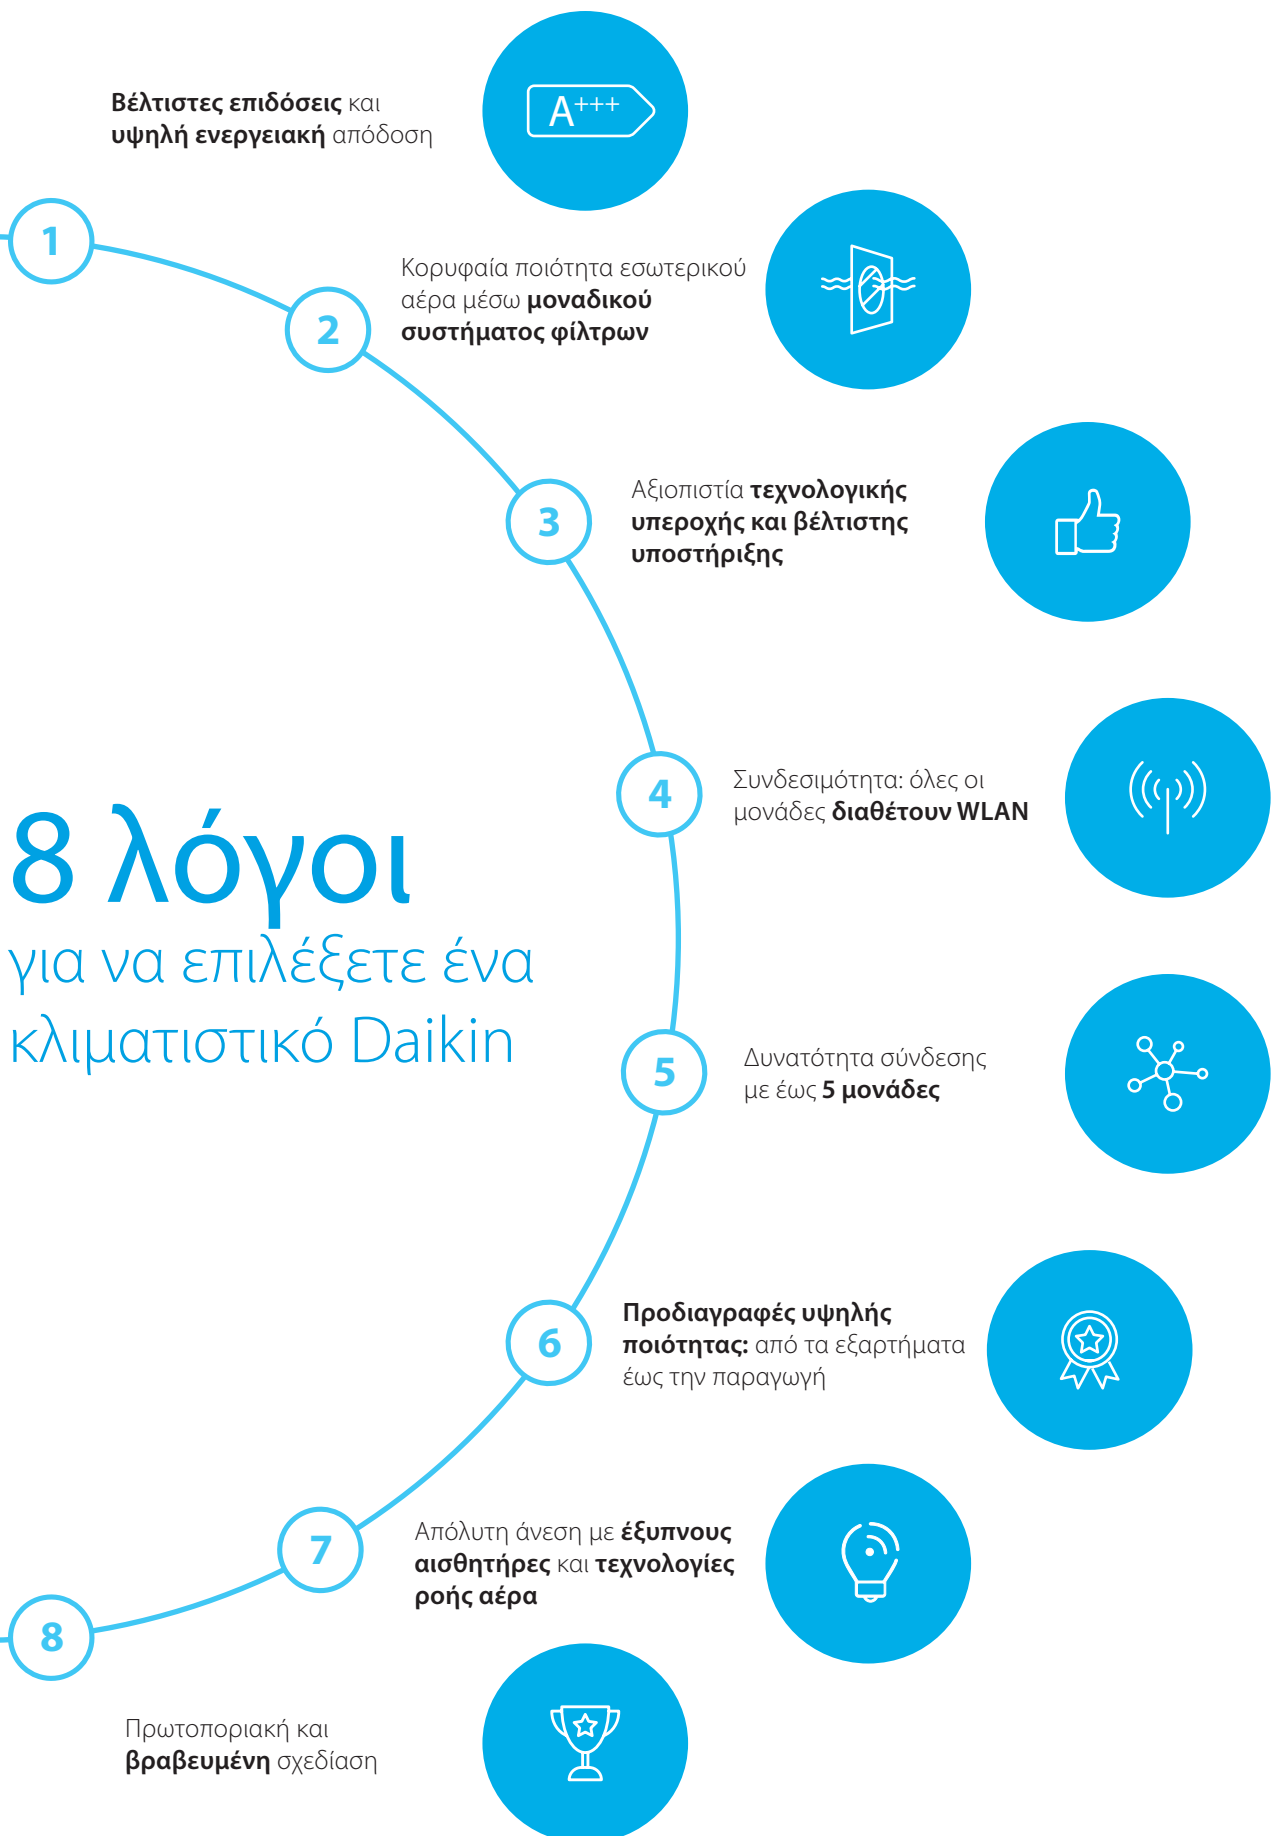 Βέλτιστες επιδόσεις και
υψηλή ενεργειακή απόδοση
A+++
1
Κορυφαία ποιότητα εσωτερικού
αέρα μέσω μοναδικού
συστήματος φίλτρων
2
Αξιοπιστία τεχνολογικής
υπεροχής και βέλτιστης
υποστήριξης
3
Συνδεσιμότητα: όλες οι
μονάδες διαθέτουν WLAN
4
8 λόγοι
για να επιλέξετε ένα
κλιματιστικό Daikin
Δυνατότητα σύνδεσης
με έως 5 μονάδες
5
Προδιαγραφές υψηλής
ποιότητας: από τα εξαρτήματα
έως την παραγωγή
6
Απόλυτη άνεση με έξυπνους
αισθητήρες και τεχνολογίες
ροής αέρα
7
8
Πρωτοποριακή και
βραβευμένη σχεδίαση